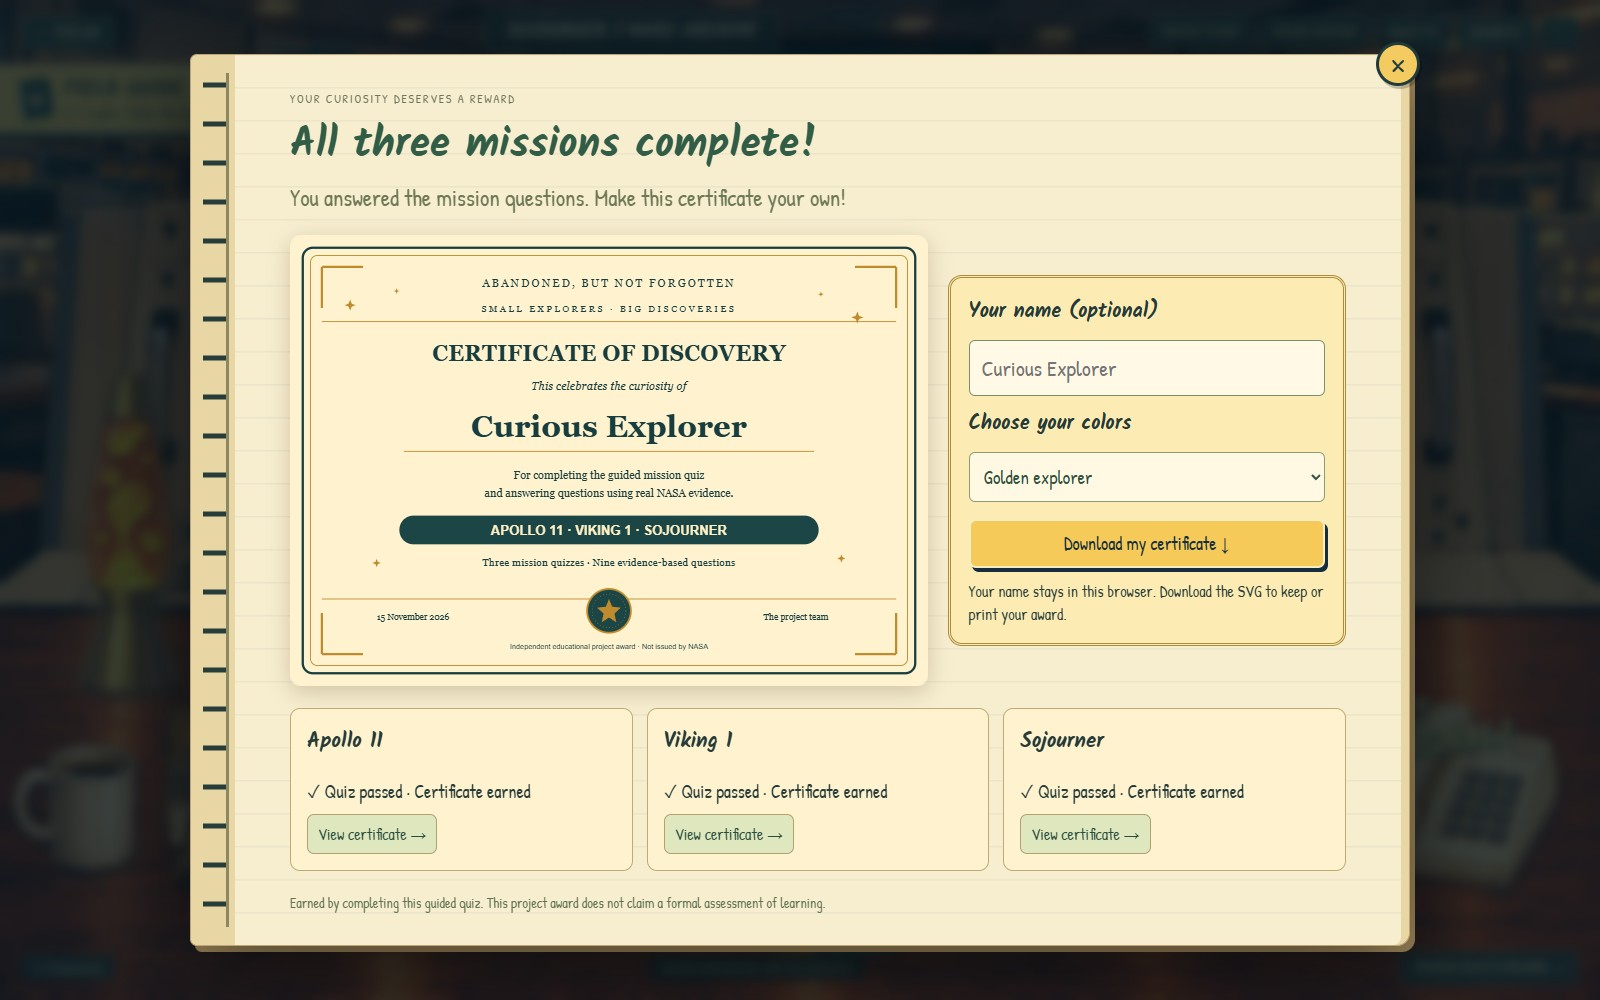 YOUR CURIOSITY DESERVES A REWARD
All three missions complete!
You answered the mission questions. Make this certificate your own!
ABANDONED, BUT NOT FORGOTTEN
SMALL EXPLORERS · BIG DISCOVERIES
CERTIFICATE OF DISCOVERY
This celebrates the curiosity of
Curious Explorer
For completing the guided mission quiz
and answering questions using real NASA evidence.
APOLLO 11 · VIKING 1 · SOJOURNER
Three mission quizzes · Nine evidence-based questions
15 November 2026
The project team
Independent educational project award · Not issued by NASA
Your name (optional)
Curious Explorer
Choose your colors
Golden explorer
Download my certificate ↓
Your name stays in this browser. Download the SVG to keep or
print your award.
Apollo 11
✓ Quiz passed · Certificate earned
View certificate →
Viking 1
✓ Quiz passed · Certificate earned
View certificate →
Sojourner
✓ Quiz passed · Certificate earned
View certificate →
Earned by completing this guided quiz. This project award does not claim a formal assessment of learning.